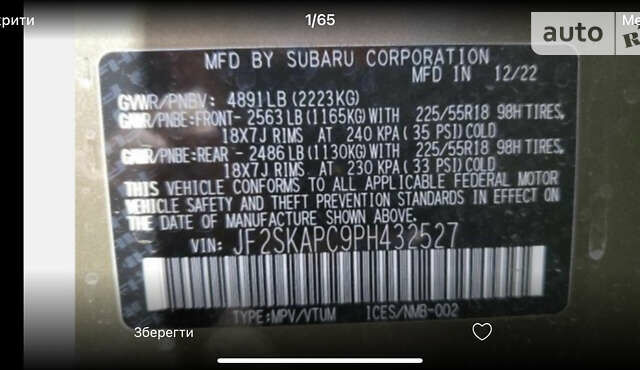 крити
1/65
auto
MFD BY SUBARU CORPORATION
MFD IN 12/22
GVWR/PNBV: 4891LB (2223KG)
GAWR/PNBE:FRONT- 2563 LB (1165KG) WITH 225/55R18 98H TIRES,
18X7J RIMS AT 240 KPA (35 PSI) COLD
GAWR/PNBE:REAR - 2486 LB (1130KG) WITH 225/55R18 98H TIRES,
18X7J RIMS AT 230 KPA (33 PSI) COLD
THIS VEHICLE CONFORMS TO ALL APPLICABLE FEDERAL MOTOR
VEHICLE SAFETY AND THEFT PREVENTION STANDARDS IN EFFECT ON
THE DATE OF MANUFACTURE SHOWN ABOVE.
VIN: JF2SKAPC9PH432527
TYPE:MPV/VTUM ICES/NMB-002
Зберегти